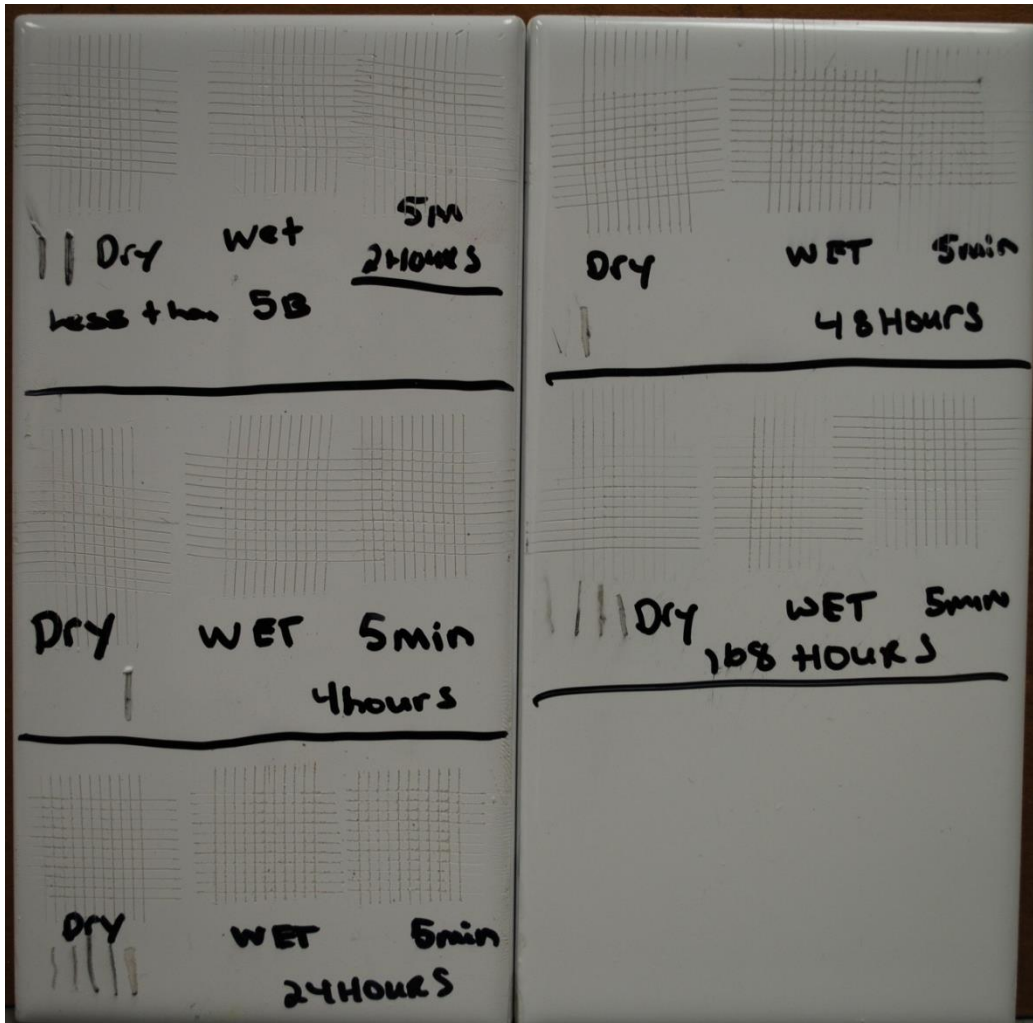 Dry wet 5m
2Hours
Less than 5B
Dry WET 5min
4hours
Dry WET 5min
24HOURS
Dry WET 5min
48HourS
Dry WET 5min
168 HOURS